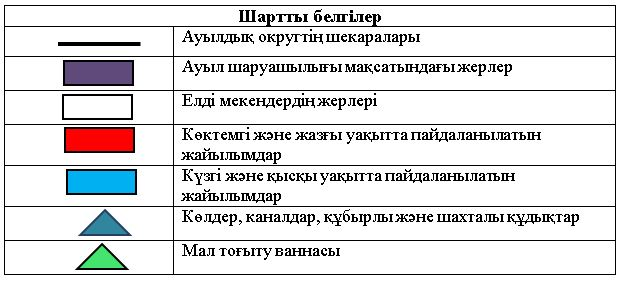 Шартты белгілер
Ауылдық округтің шекаралары
Ауыл шаруашылығы мақсатындағы жерлер
Елді мекендердің жерлері
Көктемгі және жазғы уақытта пайдаланылатын
жайылымдар
Күзгі және қысқы уақытта пайдаланылатын
жайылымдар
Көлдер, каналдар, құбырлы және шахталы құдықтар
Мал тоғыту ваннасы